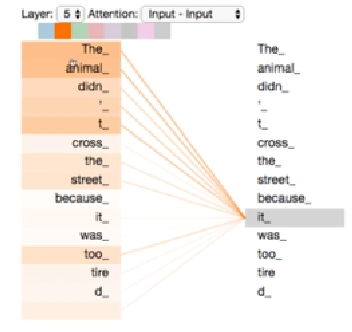 Layer: 5 Attention: Input - Input
The_ The_
animal_ animal_
didn_ didn_
'_ '_
t_ t_
cross_ cross_
the_ the_
street_ street_
because_ because_
it_ it_
was_ was_
too_ too_
tire tire
d_ d_